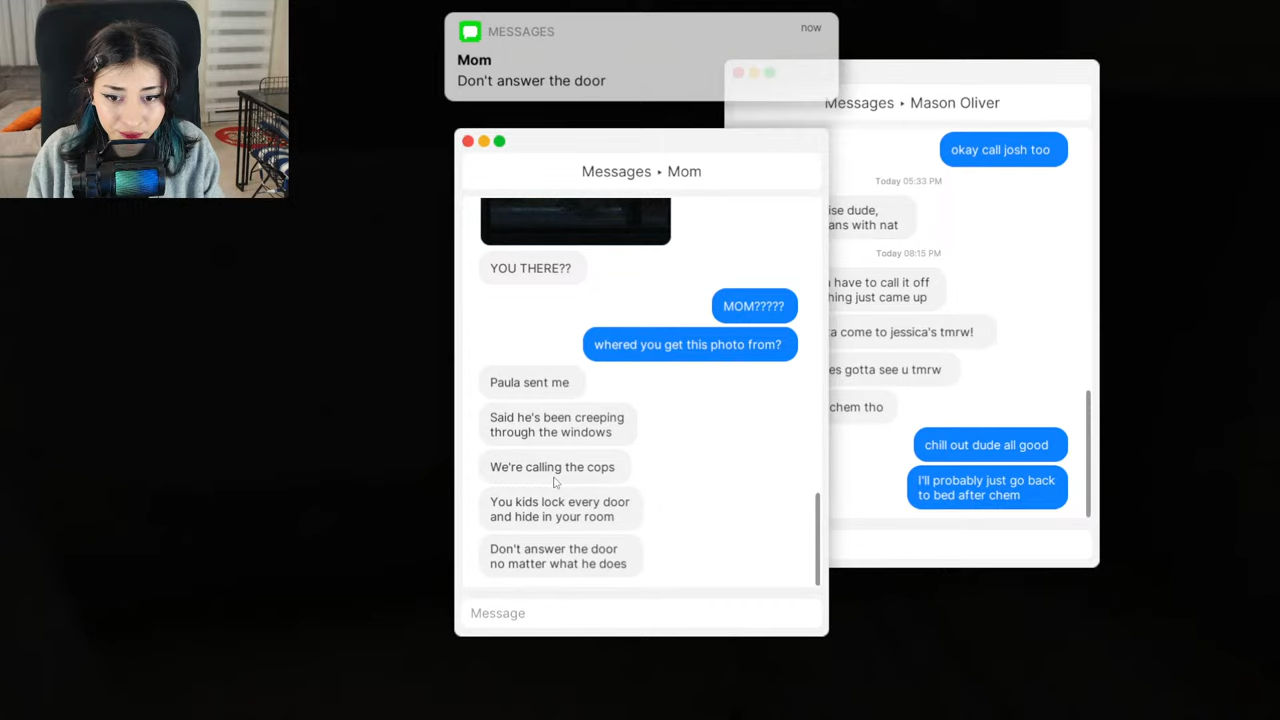 MESSAGES
now
Mom
Don't answer the door
Messages ‣ Mom
YOU THERE??
MOM?????
whered you get this photo from?
Paula sent me
Said he's been creeping
through the windows
We're calling the cops
You kids lock every door
and hide in your room
Don't answer the door
no matter what he does
Message
Messages ‣ Mason Oliver
okay call josh too
Today 05:33 PM
dude,
with nat
Today 08:15 PM
have to call it off
just came up
come to jessica's tmrw!
gotta see u tmrw
chem tho
chill out dude all good
I'll probably just go back
to bed after chem